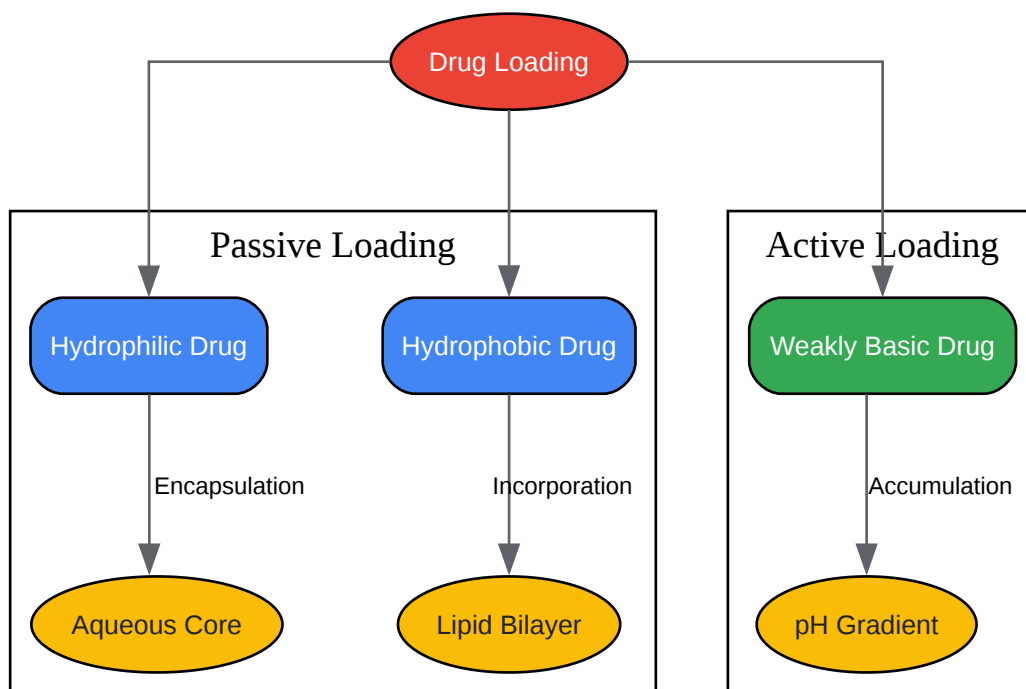 Drug Loading
Passive Loading
Active Loading
Hydrophilic Drug
Hydrophobic Drug
Weakly Basic Drug
Encapsulation
Incorporation
Accumulation
Aqueous Core
Lipid Bilayer
pH Gradient